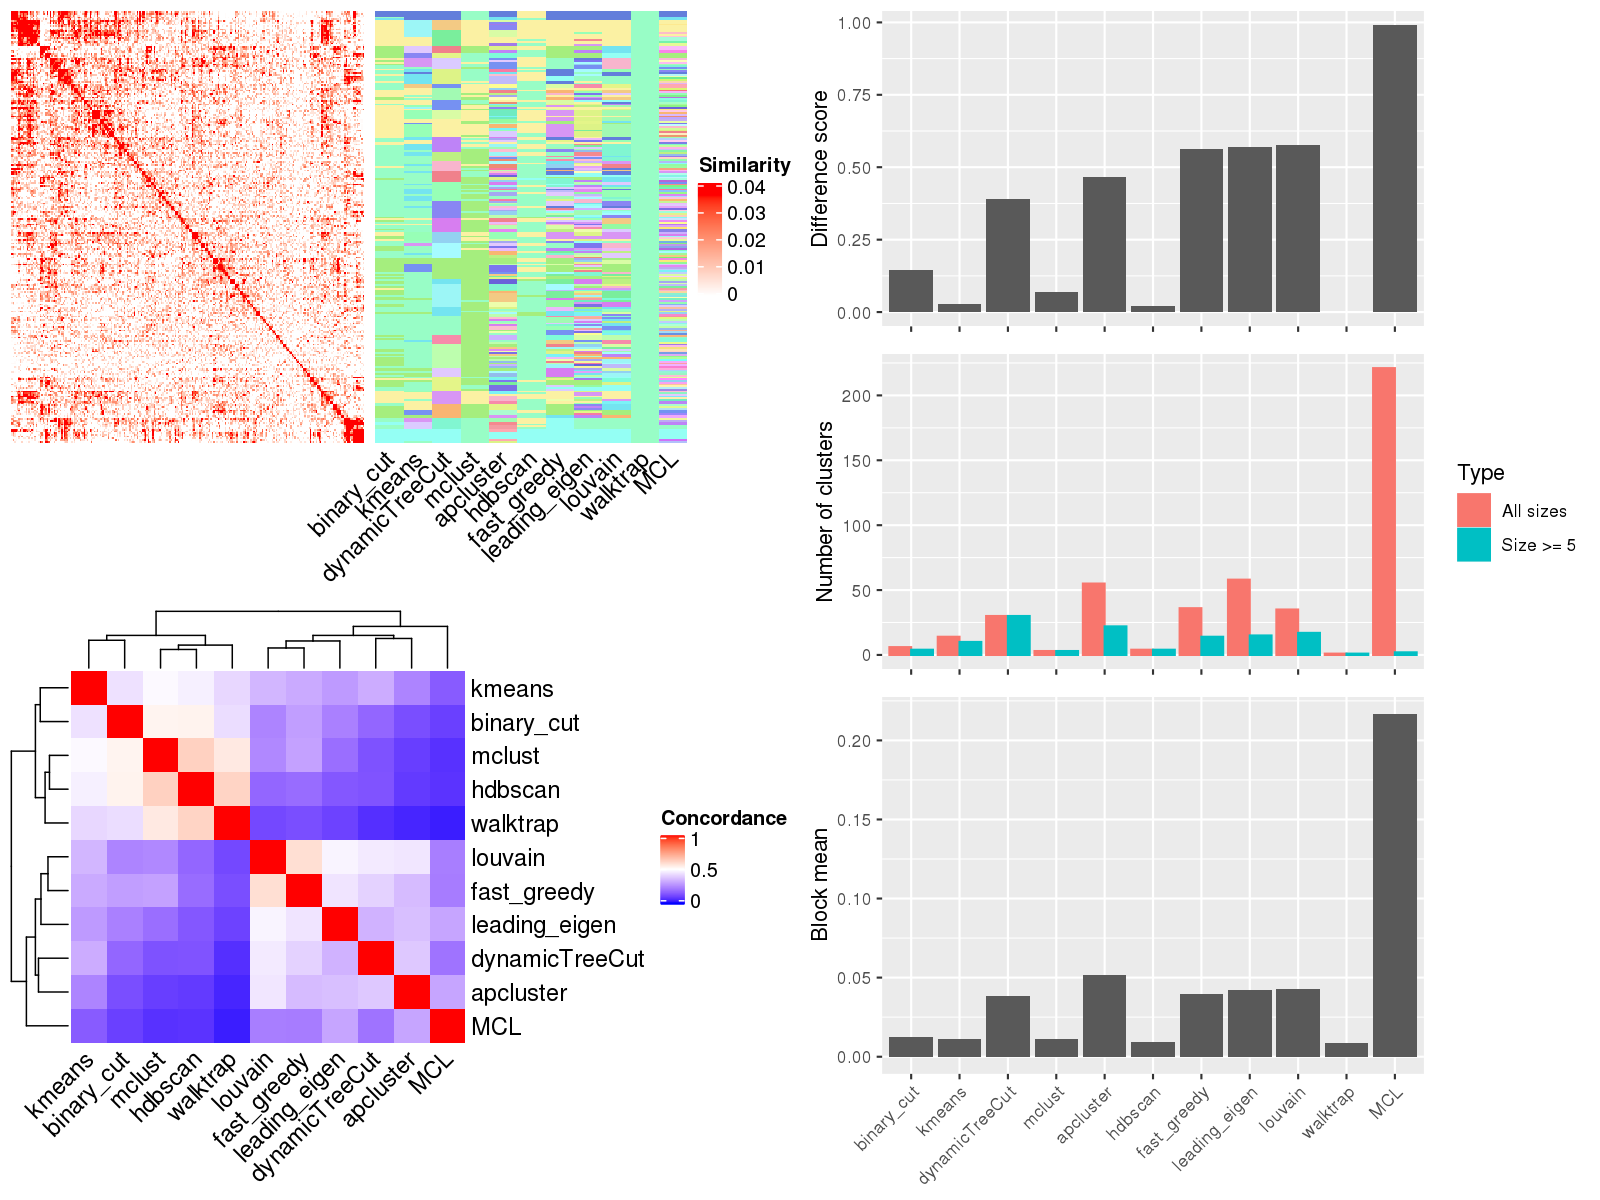 Similarity
0.04
0.03
0.02
0.01
0
binary_cut
kmeans
dynamicTreeCut
mclust
apcluster
hdbscan
fast_greedy
leading_eigen
louvain
walktrap
MCL
kmeans
binary_cut
mclust
hdbscan
walktrap
louvain
fast_greedy
leading_eigen
dynamicTreeCut
apcluster
MCL
kmeans
binary_cut
mclust
hdbscan
walktrap
louvain
fast_greedy
leading_eigen
dynamicTreeCut
apcluster
MCL
Concordance
1
0.5
0
Difference score
1.00
0.75
0.50
0.25
0.00
Number of clusters
200
150
100
50
0
Type
All sizes
Size >= 5
Block mean
0.20
0.15
0.10
0.05
0.00
binary_cut
kmeans
dynamicTreeCut
mclust
apcluster
hdbscan
fast_greedy
leading_eigen
louvain
walktrap
MCL